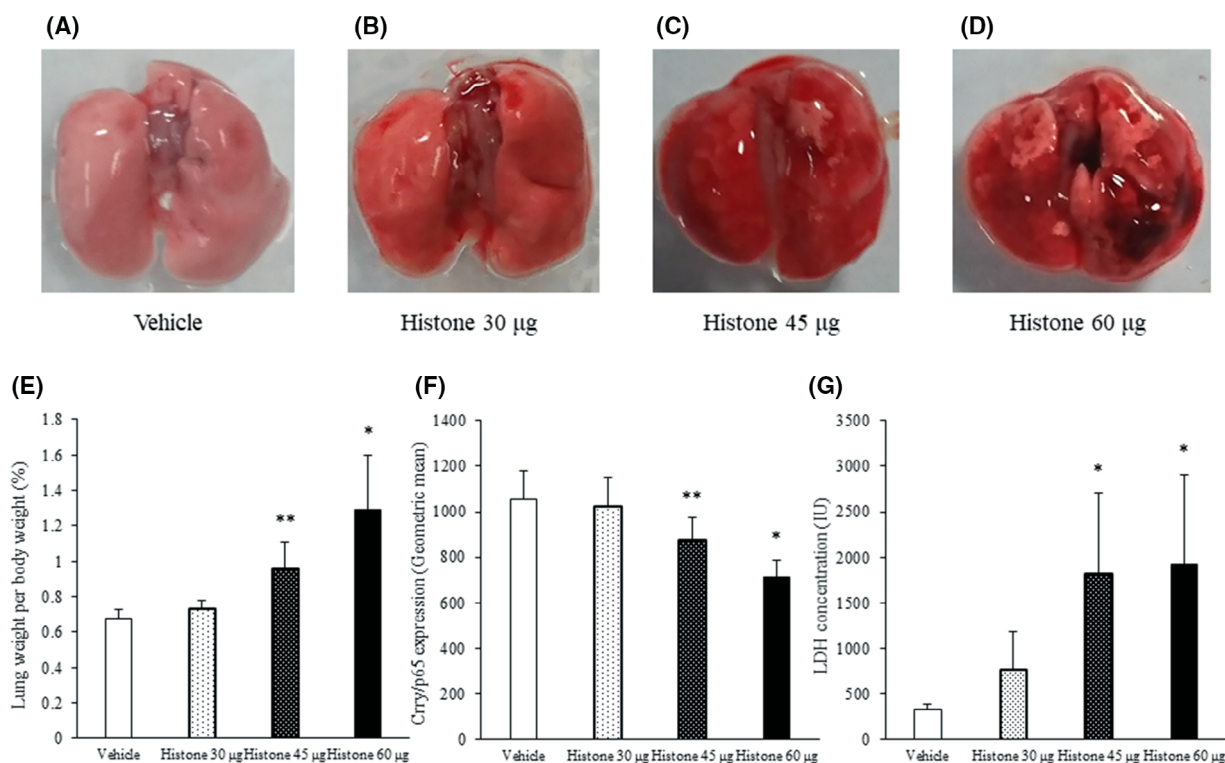 (A) (B) (C) (D)
Vehicle Histone 30 μg Histone 45 μg Histone 60 μg
(E)
Lung weight per body weight (%)
1.8
1.6
1.4
1.2
1
0.8
0.6
0.4
0.2
0
** *
Vehicle Histone 30 μg Histone 45 μg Histone 60 μg
(F)
Crry/p65 expression (Geometric mean)
1400
1200
1000
800
600
400
200
0
** *
Vehicle Histone 30 μg Histone 45 μg Histone 60 μg
(G)
LDH concentration (IU)
3500
3000
2500
2000
1500
1000
500
0
* *
Vehicle Histone 30 μg Histone 45 μg Histone 60 μg